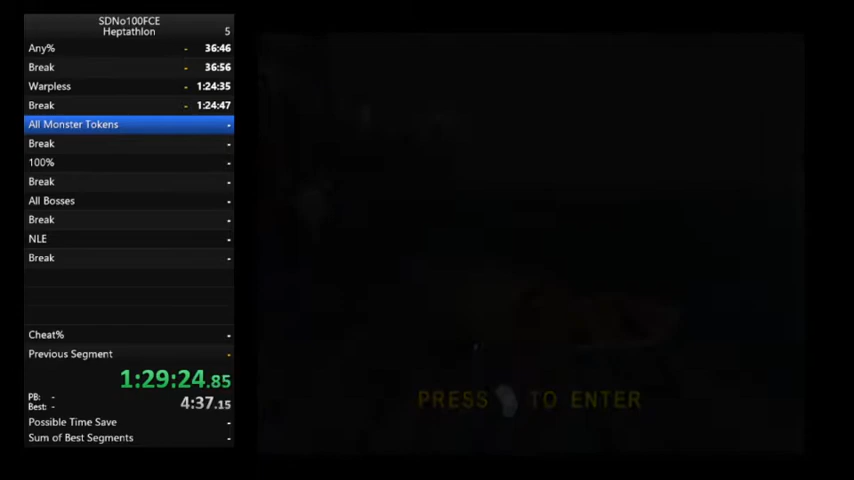 SDNo100FCE
Heptathlon 5
Any% - 36:46
Break - 36:56
Warpless - 1:24:35
Break - 1:24:47
All Monster Tokens -
Break -
100% -
Break -
All Bosses -
Break -
NLE -
Break -
Cheat% -
Previous Segment -
1:29:24.85
PB: -
Best: - 4:37.15
Possible Time Save -
Sum of Best Segments -
PRESS TO ENTER